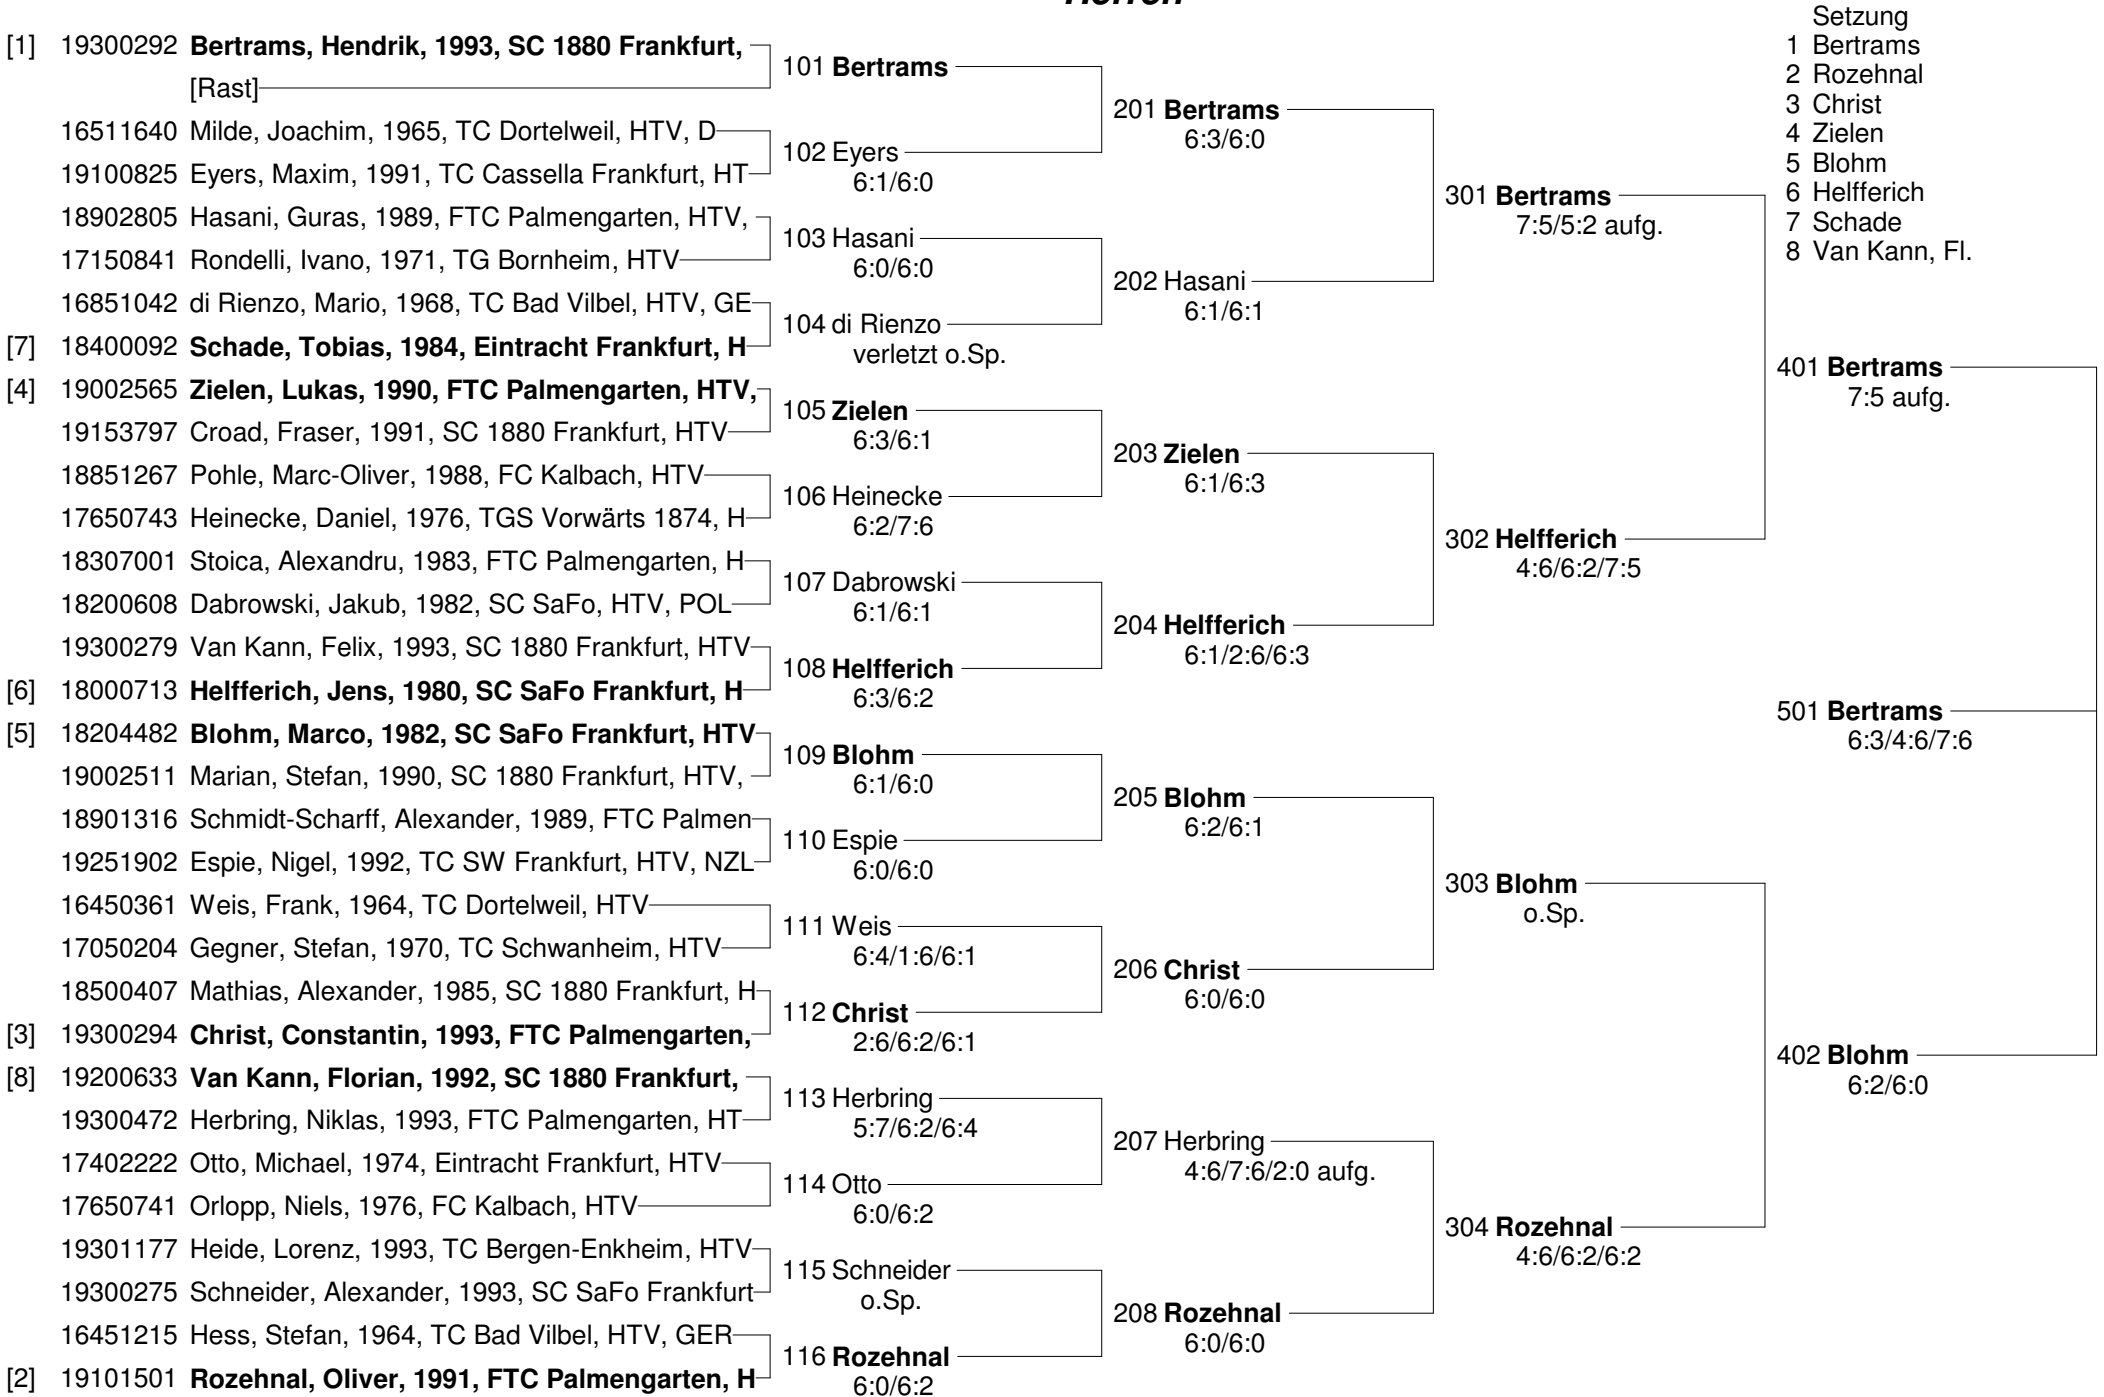 Herren
[1] 19300292 Bertrams, Hendrik, 1993, SC 1880 Frankfurt,
[Rast]
16511640 Milde, Joachim, 1965, TC Dortelweil, HTV, D
19100825 Eyers, Maxim, 1991, TC Cassella Frankfurt, HT
18902805 Hasani, Guras, 1989, FTC Palmengarten, HTV,
17150841 Rondelli, Ivano, 1971, TG Bornheim, HTV
16851042 di Rienzo, Mario, 1968, TC Bad Vilbel, HTV, GE
[7] 18400092 Schade, Tobias, 1984, Eintracht Frankfurt, H
[4] 19002565 Zielen, Lukas, 1990, FTC Palmengarten, HTV,
19153797 Croad, Fraser, 1991, SC 1880 Frankfurt, HTV
18851267 Pohle, Marc-Oliver, 1988, FC Kalbach, HTV
17650743 Heinecke, Daniel, 1976, TGS Vorwärts 1874, H
18307001 Stoica, Alexandru, 1983, FTC Palmengarten, H
18200608 Dabrowski, Jakub, 1982, SC SaFo, HTV, POL
19300279 Van Kann, Felix, 1993, SC 1880 Frankfurt, HTV
[6] 18000713 Helfferich, Jens, 1980, SC SaFo Frankfurt, H
[5] 18204482 Blohm, Marco, 1982, SC SaFo Frankfurt, HTV
19002511 Marian, Stefan, 1990, SC 1880 Frankfurt, HTV,
18901316 Schmidt-Scharff, Alexander, 1989, FTC Palmen
19251902 Espie, Nigel, 1992, TC SW Frankfurt, HTV, NZL
16450361 Weis, Frank, 1964, TC Dortelweil, HTV
17050204 Gegner, Stefan, 1970, TC Schwanheim, HTV
18500407 Mathias, Alexander, 1985, SC 1880 Frankfurt, H
[3] 19300294 Christ, Constantin, 1993, FTC Palmengarten,
[8] 19200633 Van Kann, Florian, 1992, SC 1880 Frankfurt,
19300472 Herbring, Niklas, 1993, FTC Palmengarten, HT
17402222 Otto, Michael, 1974, Eintracht Frankfurt, HTV
17650741 Orlopp, Niels, 1976, FC Kalbach, HTV
19301177 Heide, Lorenz, 1993, TC Bergen-Enkheim, HTV
19300275 Schneider, Alexander, 1993, SC SaFo Frankfurt
16451215 Hess, Stefan, 1964, TC Bad Vilbel, HTV, GER
[2] 19101501 Rozehnal, Oliver, 1991, FTC Palmengarten, H
101 Bertrams
102 Eyers
6:1/6:0
103 Hasani
6:0/6:0
104 di Rienzo
verletzt o.Sp.
105 Zielen
6:3/6:1
106 Heinecke
6:2/7:6
107 Dabrowski
6:1/6:1
108 Helfferich
6:3/6:2
109 Blohm
6:1/6:0
110 Espie
6:0/6:0
111 Weis
6:4/1:6/6:1
112 Christ
2:6/6:2/6:1
113 Herbring
5:7/6:2/6:4
114 Otto
6:0/6:2
115 Schneider
o.Sp.
116 Rozehnal
6:0/6:2
201 Bertrams
6:3/6:0
202 Hasani
6:1/6:1
203 Zielen
6:1/6:3
204 Helfferich
6:1/2:6/6:3
205 Blohm
6:2/6:1
206 Christ
6:0/6:0
207 Herbring
4:6/7:6/2:0 aufg.
208 Rozehnal
6:0/6:0
301 Bertrams
7:5/5:2 aufg.
302 Helfferich
4:6/6:2/7:5
303 Blohm
o.Sp.
304 Rozehnal
4:6/6:2/6:2
Setzung
1 Bertrams
2 Rozehnal
3 Christ
4 Zielen
5 Blohm
6 Helfferich
7 Schade
8 Van Kann, Fl.
401 Bertrams
7:5 aufg.
501 Bertrams
6:3/4:6/7:6
402 Blohm
6:2/6:0